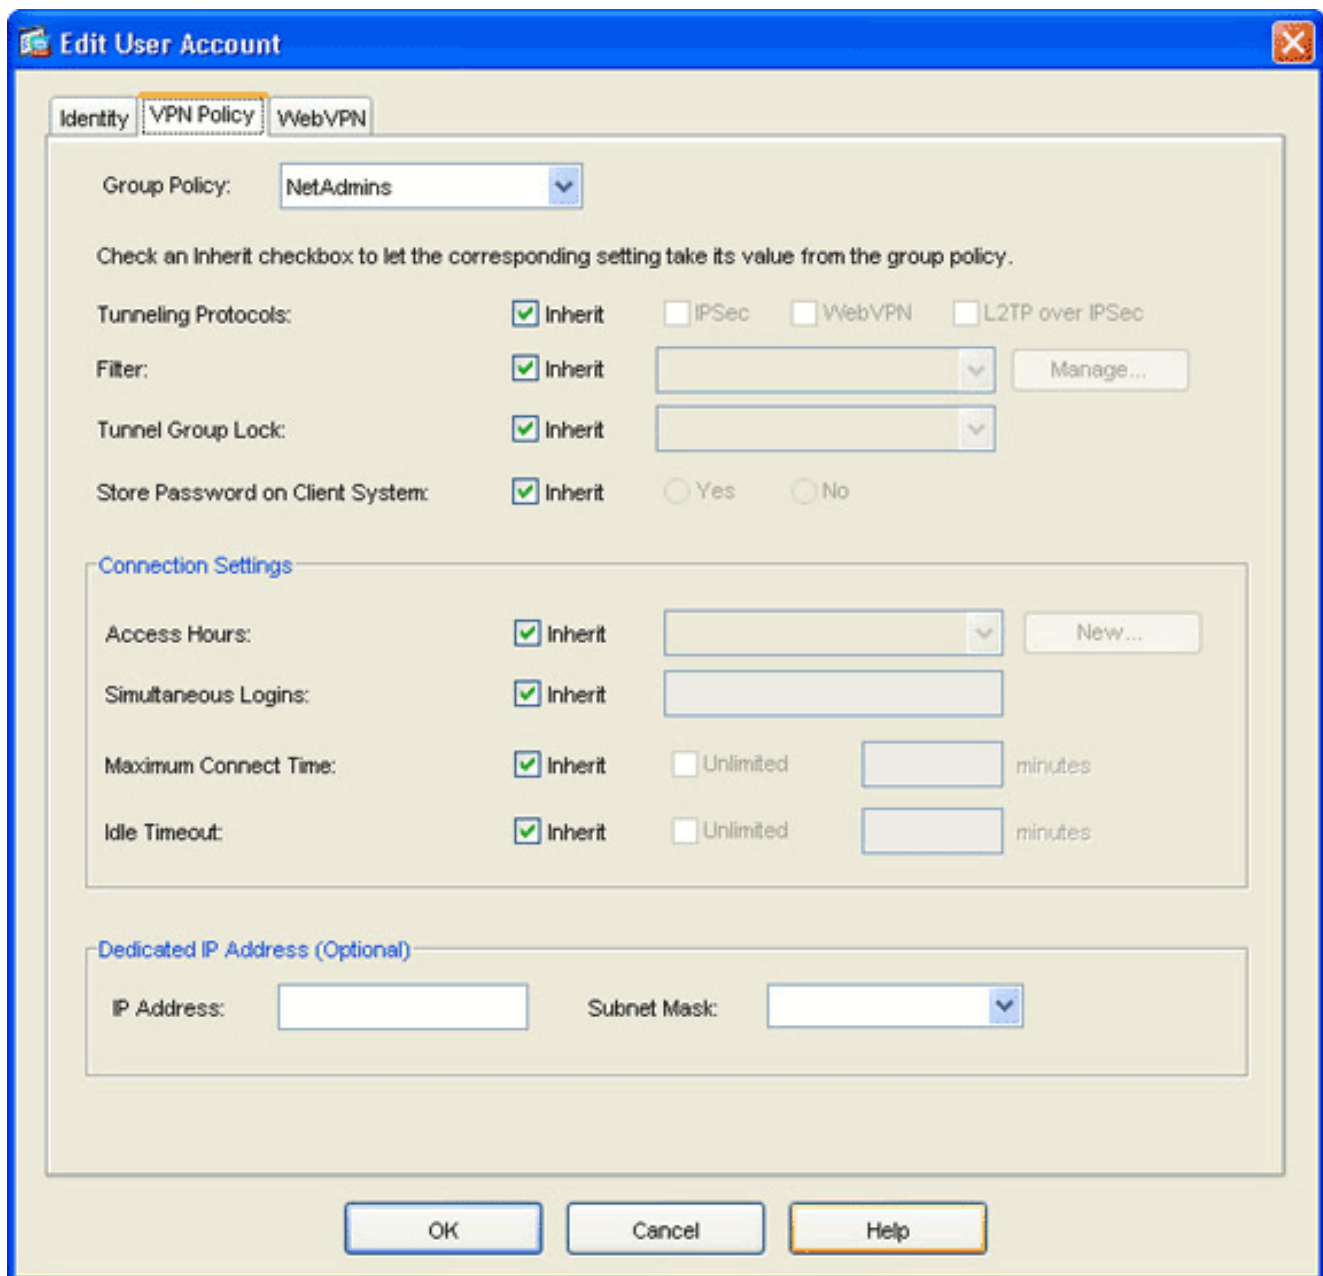 Edit User Account
Identity VPN Policy WebVPN
Group Policy: NetAdmins
Check an Inherit checkbox to let the corresponding setting take its value from the group policy.
Tunneling Protocols: Inherit IPSec WebVPN L2TP over IPSec
Filter: Inherit Manage...
Tunnel Group Lock: Inherit
Store Password on Client System: Inherit Yes No
Connection Settings
Access Hours: Inherit New...
Simultaneous Logins: Inherit
Maximum Connect Time: Inherit Unlimited minutes
Idle Timeout: Inherit Unlimited minutes
Dedicated IP Address (Optional)
IP Address: Subnet Mask:
OK Cancel Help